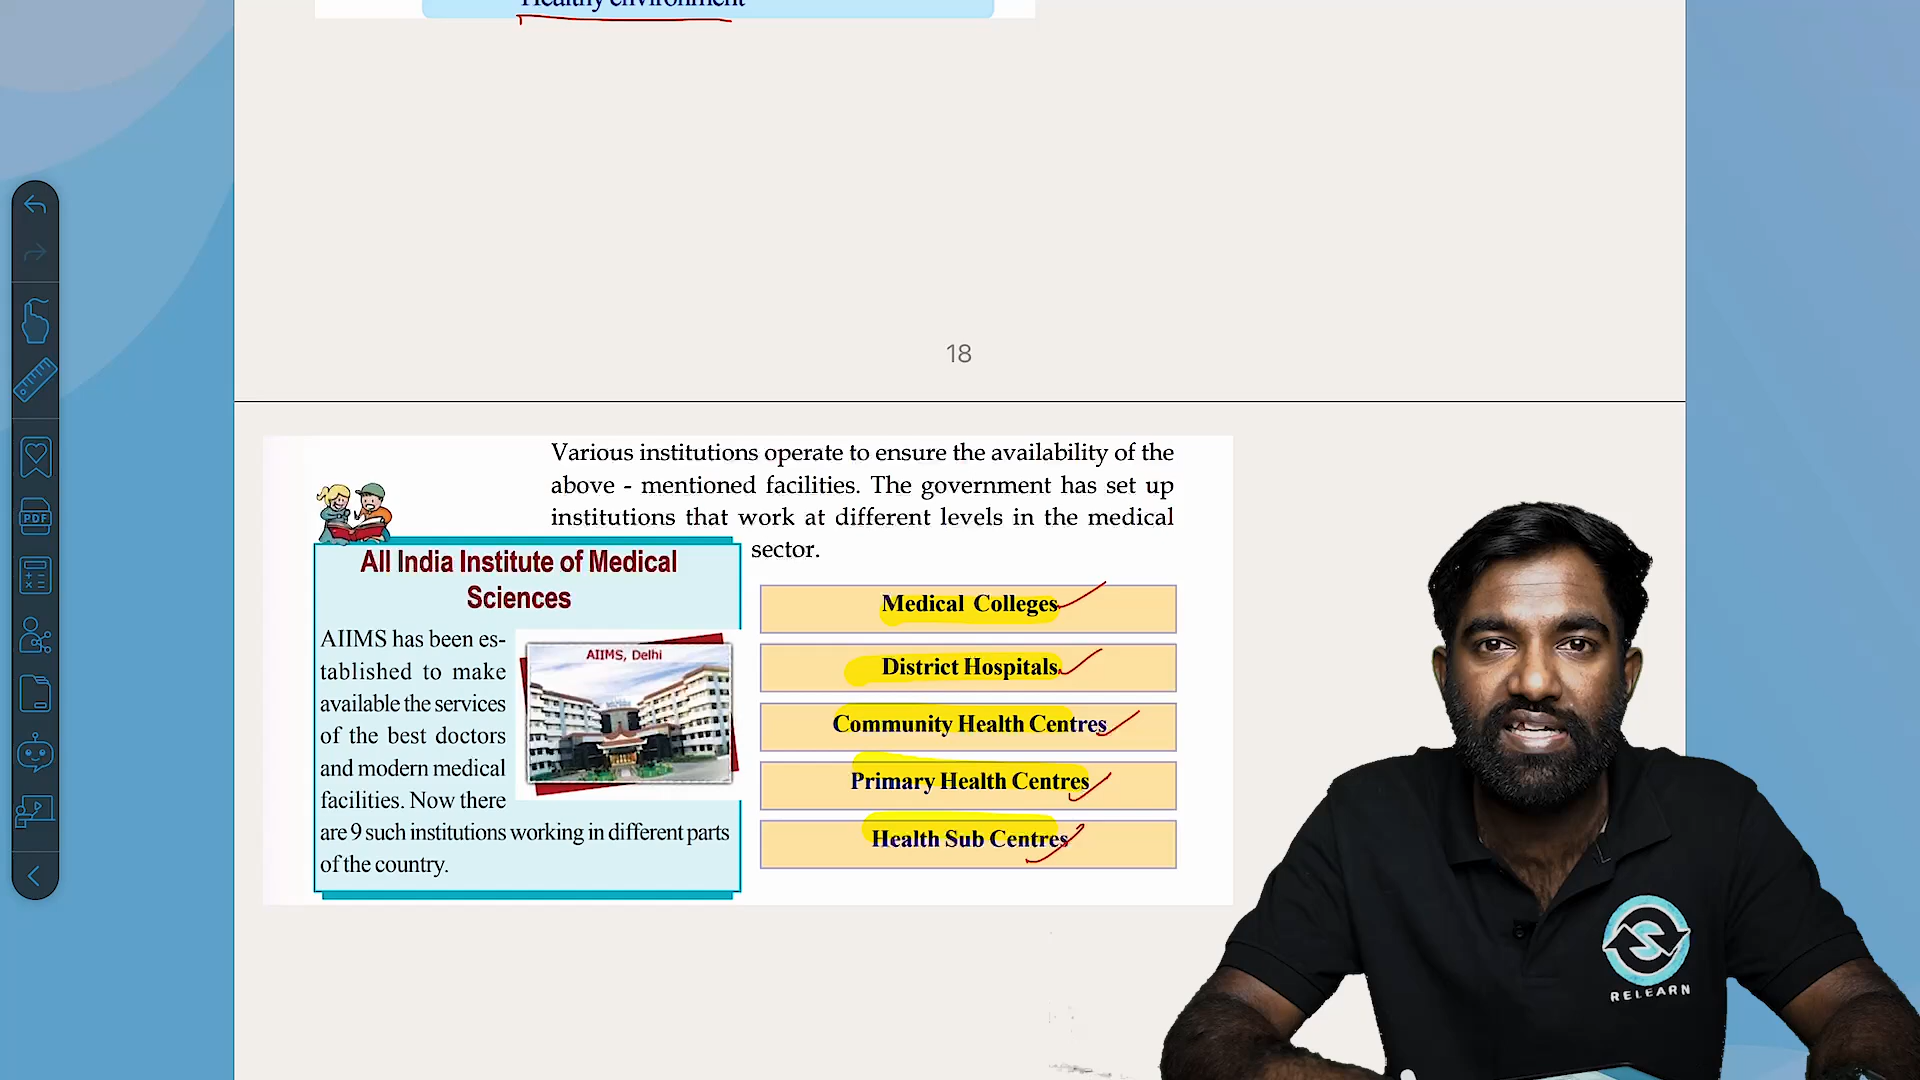 Healthy environment
18
Various institutions operate to ensure the availability of the
above - mentioned facilities. The government has set up
institutions that work at different levels in the medical
sector.
All India Institute of Medical
Sciences
AIIMS has been es-
tablished to make
available the services
of the best doctors
and modern medical
facilities. Now there
are 9 such institutions working in different parts
of the country.
AIIMS, Delhi
Medical Colleges
District Hospitals
Community Health Centres
Primary Health Centres
Health Sub Centres
PDF
RELEARN